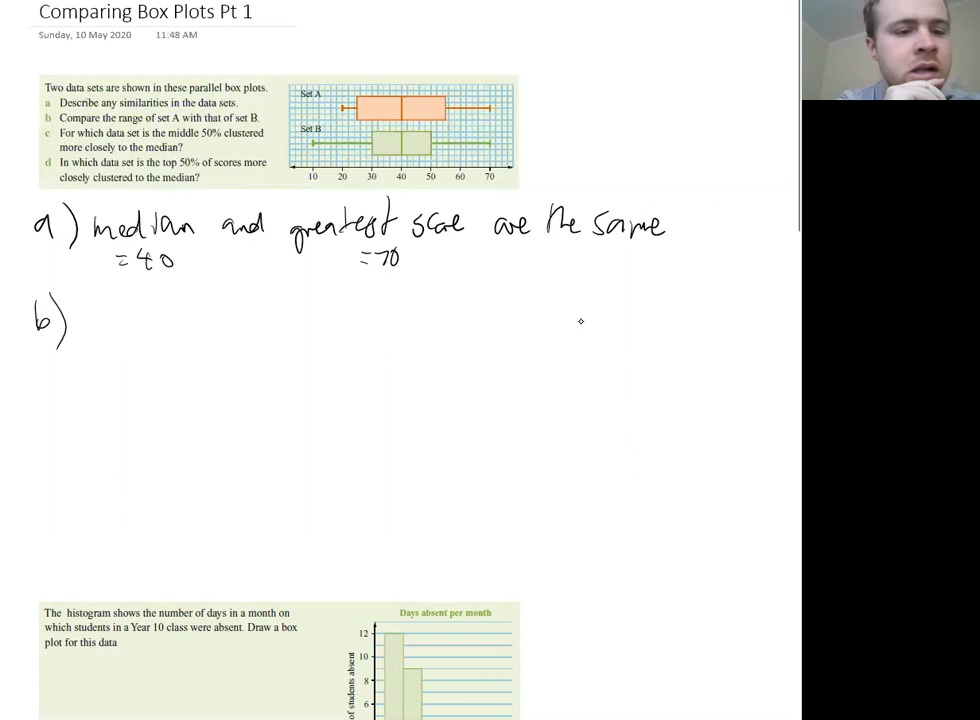 Comparing Box Plots Pt 1
Sunday, 10 May 2020 11:48 AM
Two data sets are shown in these parallel box plots.
a Describe any similarities in the data sets.
b Compare the range of set A with that of set B.
c For which data set is the middle 50% clustered
more closely to the median?
d In which data set is the top 50% of scores more
closely clustered to the median?
Set A
Set B
10 20 30 40 50 60 70
a) median and greatest score are the same
=40 =70
b)
The histogram shows the number of days in a month on
which students in a Year 10 class were absent. Draw a box
plot for this data
Days absent per month
12
10
8
6
of students absent